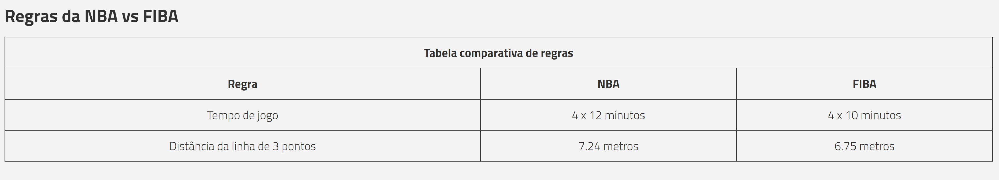 Regras da NBA vs FIBA
Tabela comparativa de regras
Regra NBA FIBA
Tempo de jogo 4 x 12 minutos 4 x 10 minutos
Distância da linha de 3 pontos 7.24 metros 6.75 metros